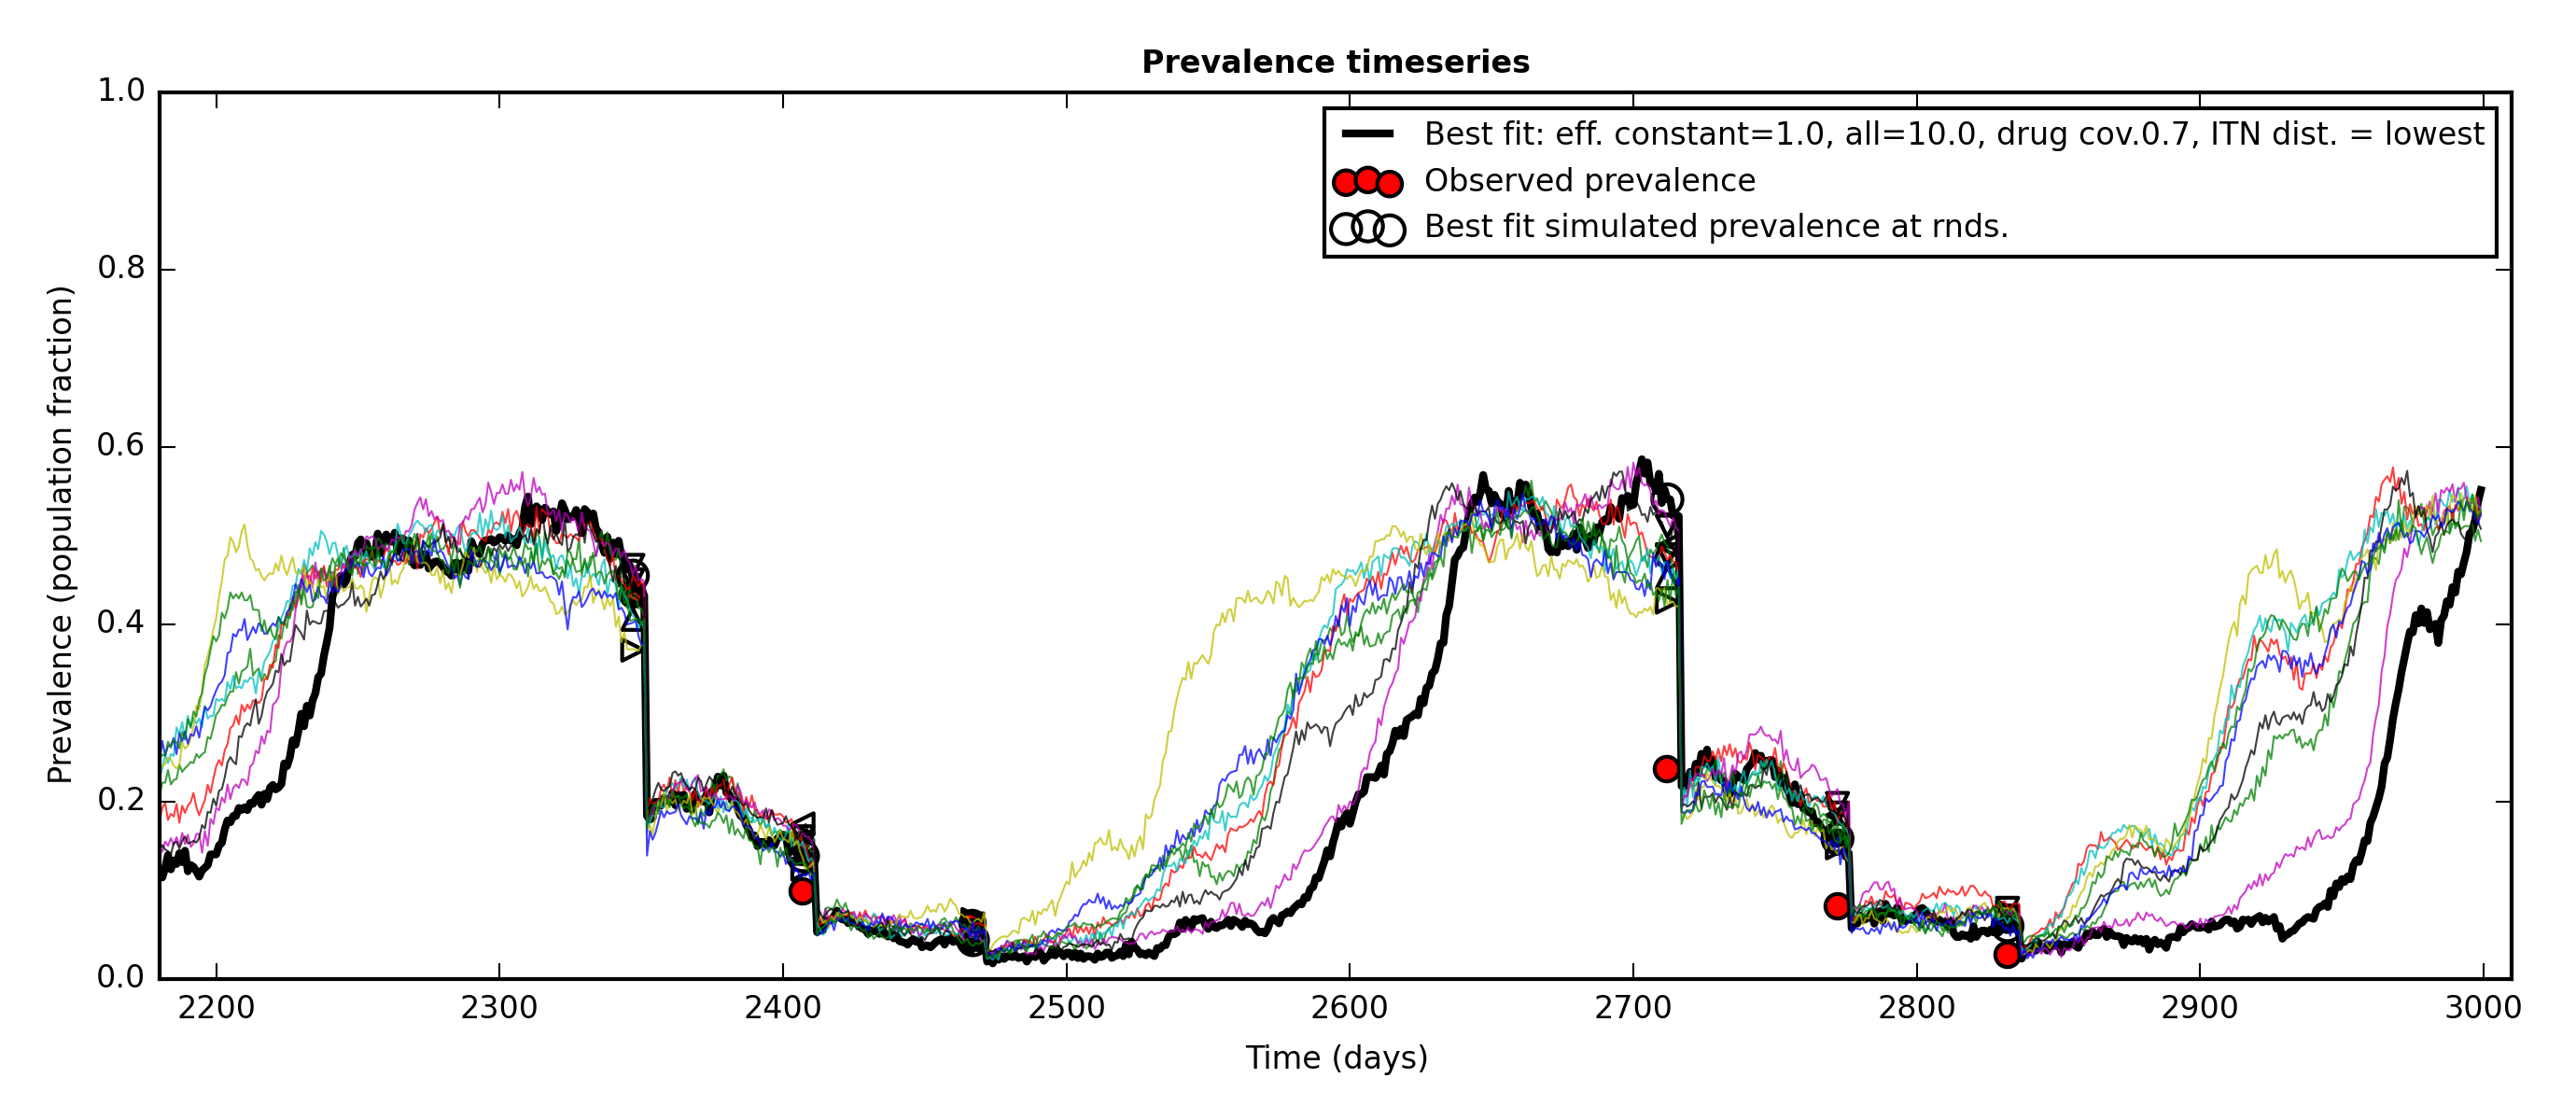 Prevalence timeseries
1.0
0.8
0.6
0.4
0.2
0.0
Prevalence (population fraction)
Best fit: eff. constant=1.0, all=10.0, drug cov.0.7, ITN dist. = lowest
Observed prevalence
Best fit simulated prevalence at rnds.
2200 2300 2400 2500 2600 2700 2800 2900 3000
Time (days)